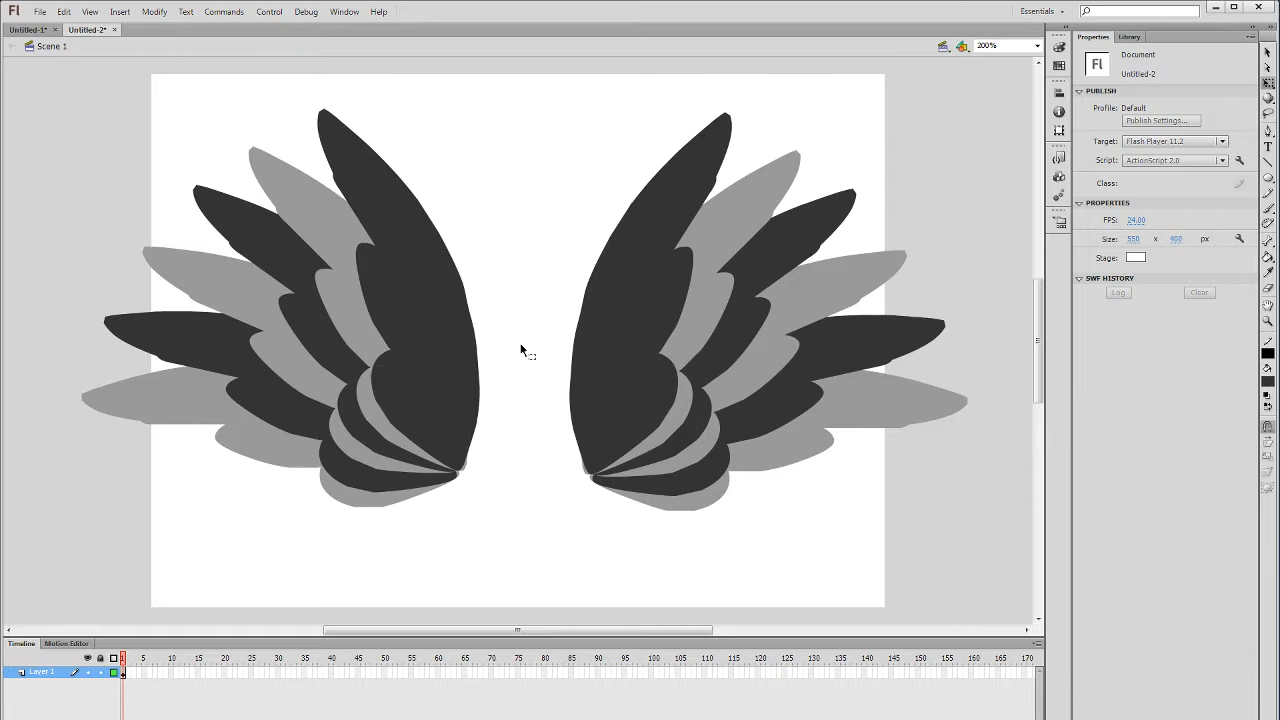 Fl File Edit View Insert Modify Text Commands Control Debug Window Help Essentials
Untitled-1* × Untitled-2* ×
Scene 1 200%
Properties Library
Fl Document
Untitled-2
PUBLISH
Profile: Default
Publish Settings...
Target: Flash Player 11.2
Script: ActionScript 2.0
Class:
PROPERTIES
FPS: 24.00
Size: 550 x 400 px
Stage:
SWF HISTORY
Log Clear
Timeline Motion Editor
1 5 10 15 20 25 30 35 40 45 50 55 60 65 70 75 80 85 90 95 100 105 110 115 120 125 130 135 140 145 150 155 160 165 170
Layer 1